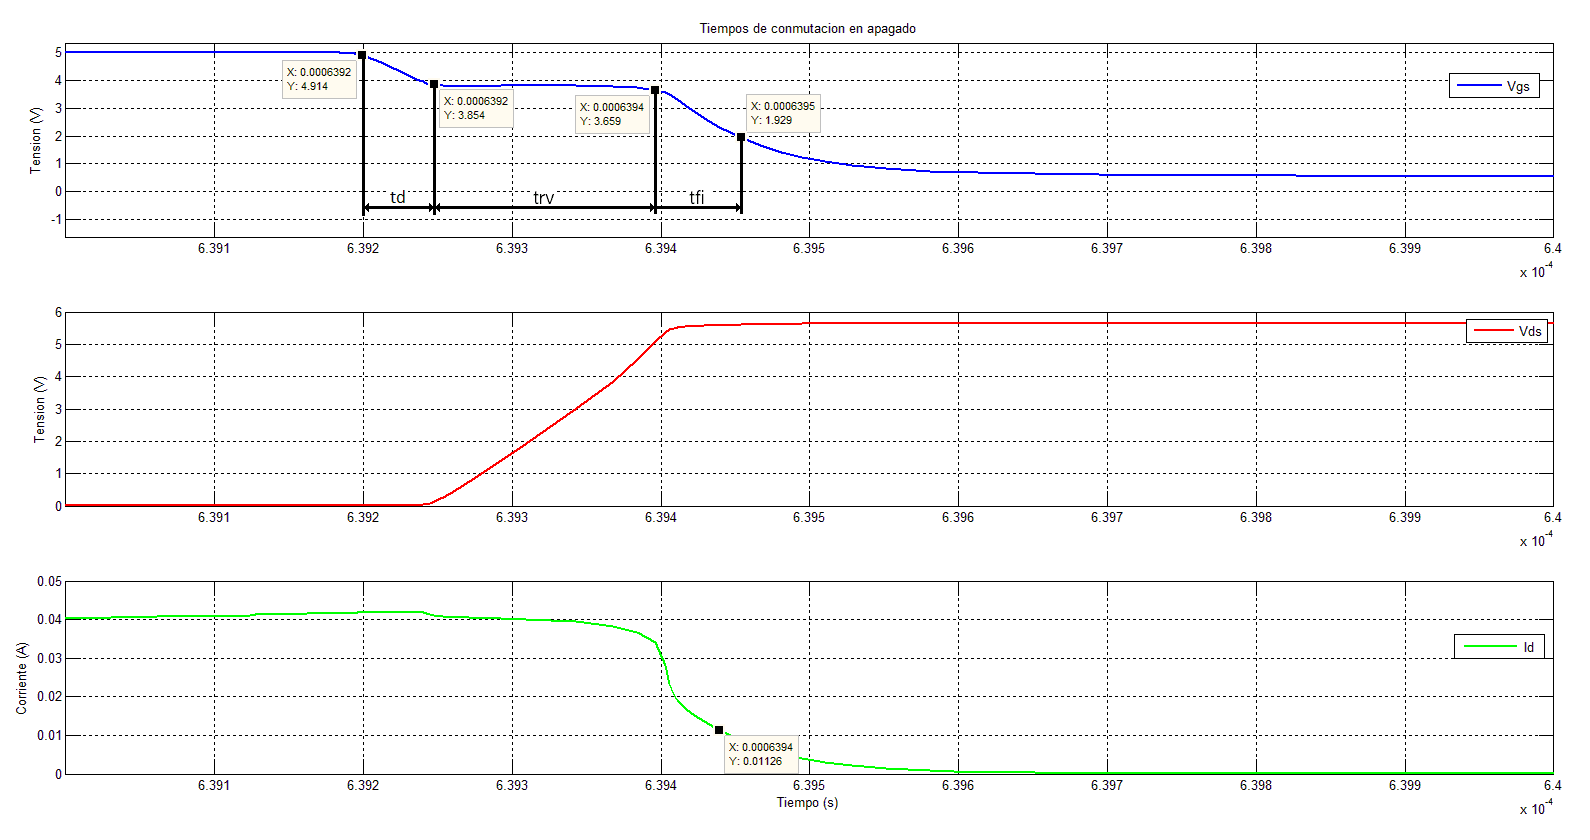 Tiempos de conmutacion en apagado
Tension (V)
5
4
3
2
1
0
-1
X: 0.0006392
Y: 4.914
X: 0.0006392
Y: 3.854
X: 0.0006394
Y: 3.659
X: 0.0006395
Y: 1.929
Vgs
td
trv
tfi
6.391
6.392
6.393
6.394
6.395
6.396
6.397
6.398
6.399
6.4
x 10^-4
Tension (V)
6
5
4
3
2
1
0
Vds
6.391
6.392
6.393
6.394
6.395
6.396
6.397
6.398
6.399
6.4
x 10^-4
Corriente (A)
0.05
0.04
0.03
0.02
0.01
0
Id
X: 0.0006394
Y: 0.01126
6.391
6.392
6.393
6.394
6.395
6.396
6.397
6.398
6.399
6.4
Tiempo (s)
x 10^-4